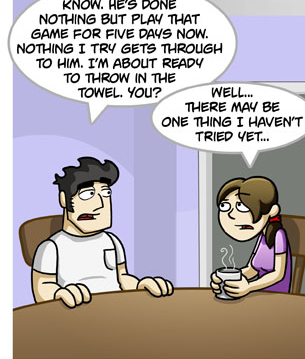 KNOW. HE'S DONE
NOTHING BUT PLAY THAT
GAME FOR FIVE DAYS NOW.
NOTHING I TRY GETS THROUGH
TO HIM. I'M ABOUT READY
TO THROW IN THE
TOWEL. YOU?
WELL...
THERE MAY BE
ONE THING I HAVEN'T
TRIED YET...